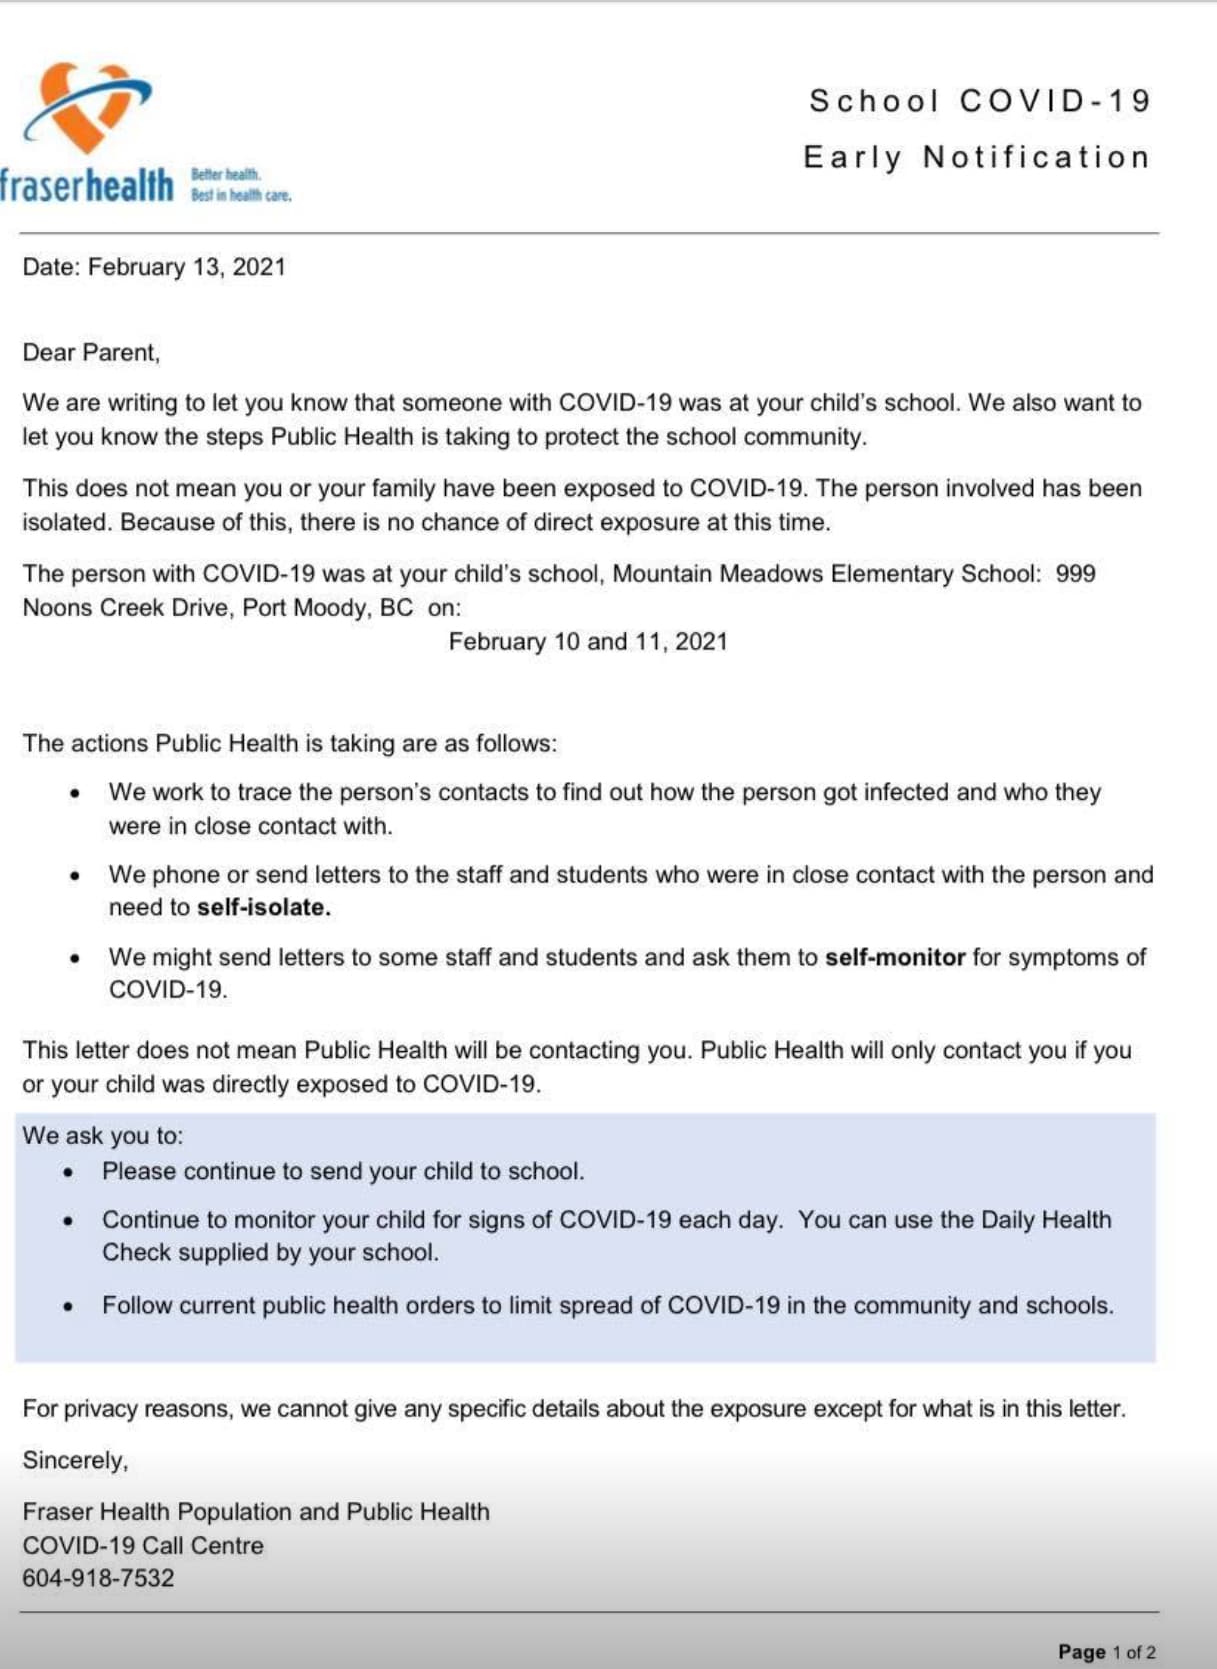 School COVID-19
Early Notification
fraserhealth Better health.
Best in health care.
Date: February 13, 2021
Dear Parent,
We are writing to let you know that someone with COVID-19 was at your child's school. We also want to
let you know the steps Public Health is taking to protect the school community.
This does not mean you or your family have been exposed to COVID-19. The person involved has been
isolated. Because of this, there is no chance of direct exposure at this time.
The person with COVID-19 was at your child's school, Mountain Meadows Elementary School:  999
Noons Creek Drive, Port Moody, BC  on:
February 10 and 11, 2021
The actions Public Health is taking are as follows:
• We work to trace the person's contacts to find out how the person got infected and who they
were in close contact with.
• We phone or send letters to the staff and students who were in close contact with the person and
need to self-isolate.
• We might send letters to some staff and students and ask them to self-monitor for symptoms of
COVID-19.
This letter does not mean Public Health will be contacting you. Public Health will only contact you if you
or your child was directly exposed to COVID-19.
We ask you to:
• Please continue to send your child to school.
• Continue to monitor your child for signs of COVID-19 each day.  You can use the Daily Health
Check supplied by your school.
• Follow current public health orders to limit spread of COVID-19 in the community and schools.
For privacy reasons, we cannot give any specific details about the exposure except for what is in this letter.
Sincerely,
Fraser Health Population and Public Health
COVID-19 Call Centre
604-918-7532
Page 1 of 2